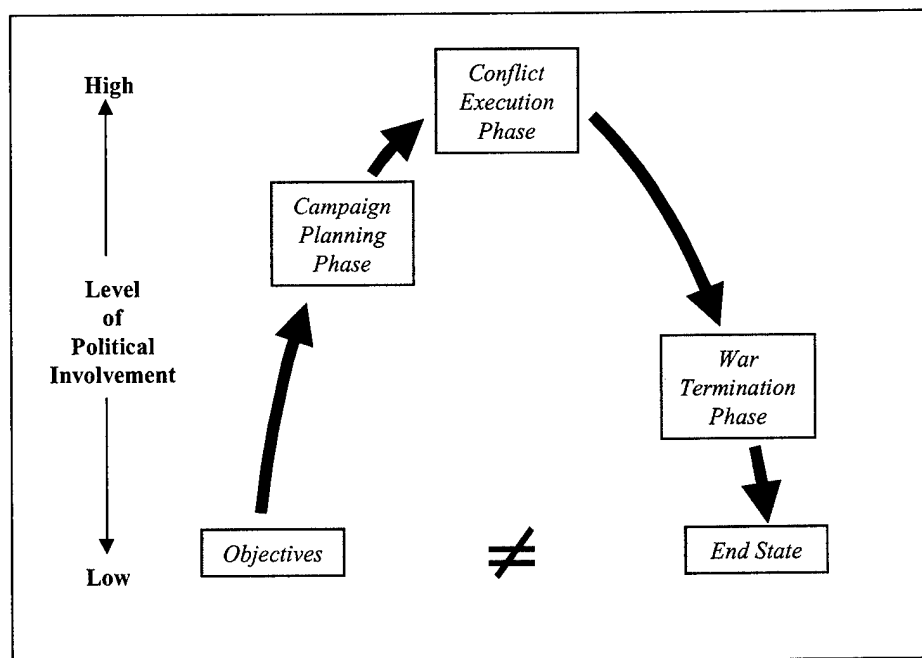 High
Level
of
Political
Involvement
Low
Objectives
Campaign
Planning
Phase
Conflict
Execution
Phase
War
Termination
Phase
End State
≠